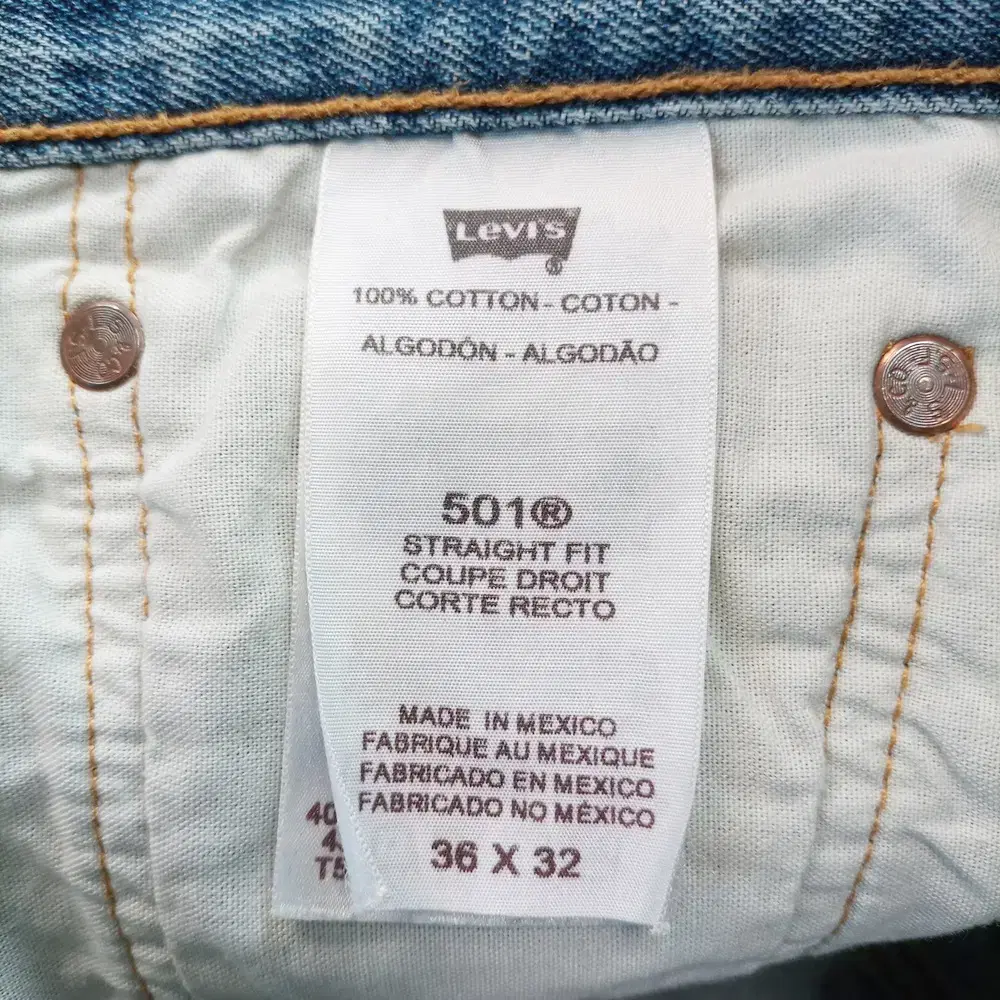 LEVI'S
100% COTTON - COTON -
ALGODÓN - ALGODÃO
501®
STRAIGHT FIT
COUPE DROIT
CORTE RECTO
MADE IN MEXICO
FABRIQUE AU MEXIQUE
FABRICADO EN MEXICO
FABRICADO NO MÉXICO
36 X 32